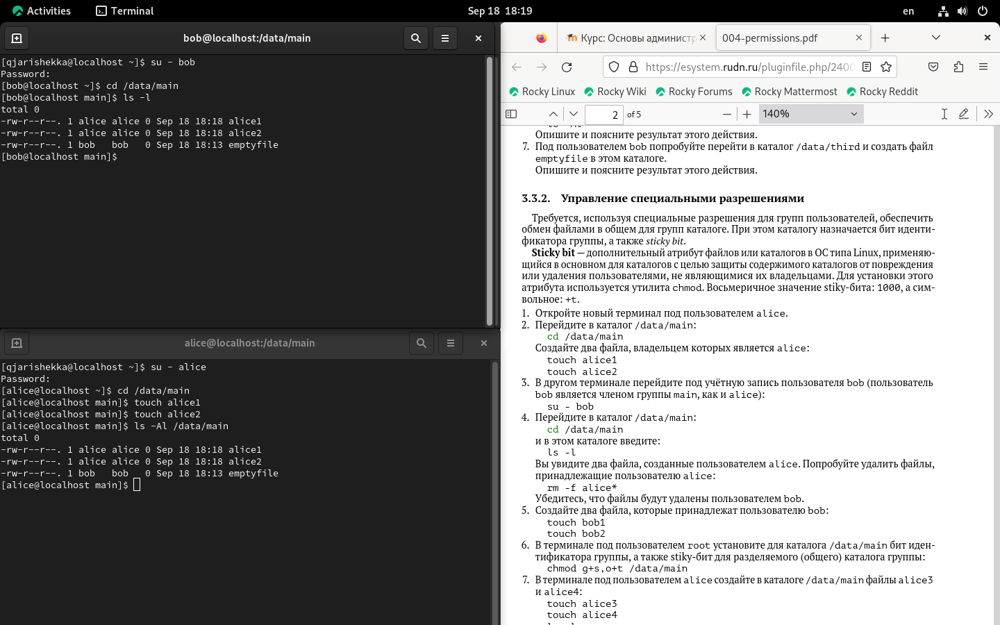 Activities Terminal Sep 18 18:19 en
bob@localhost:/data/main
[qjarishekka@localhost ~]$ su - bob
Password:
[bob@localhost ~]$ cd /data/main
[bob@localhost main]$ ls -l
total 0
-rw-r--r--. 1 alice alice 0 Sep 18 18:18 alice1
-rw-r--r--. 1 alice alice 0 Sep 18 18:18 alice2
-rw-r--r--. 1 bob   bob   0 Sep 18 18:13 emptyfile
[bob@localhost main]$
alice@localhost:/data/main
[qjarishekka@localhost ~]$ su - alice
Password:
[alice@localhost ~]$ cd /data/main
[alice@localhost main]$ touch alice1
[alice@localhost main]$ touch alice2
[alice@localhost main]$ ls -Al /data/main
total 0
-rw-r--r--. 1 alice alice 0 Sep 18 18:18 alice1
-rw-r--r--. 1 alice alice 0 Sep 18 18:18 alice2
-rw-r--r--. 1 bob   bob   0 Sep 18 18:13 emptyfile
[alice@localhost main]$
Курс: Основы администр 004-permissions.pdf
https://esystem.rudn.ru/pluginfile.php/2400
Rocky Linux Rocky Wiki Rocky Forums Rocky Mattermost Rocky Reddit
2 of 5 140%
Опишите и поясните результат этого действия.
7. Под пользователем bob попробуйте перейти в каталог /data/third и создать файл
emptyfile в этом каталоге.
Опишите и поясните результат этого действия.
3.3.2. Управление специальными разрешениями
Требуется, используя специальные разрешения для групп пользователей, обеспечить
обмен файлами в общем для групп каталоге. При этом каталогу назначается бит иденти-
фикатора группы, а также sticky bit.
Sticky bit — дополнительный атрибут файлов или каталогов в ОС типа Linux, применяю-
щийся в основном для каталогов с целью защиты содержимого каталогов от повреждения
или удаления пользователями, не являющимися их владельцами. Для установки этого
атрибута используется утилита chmod. Восьмеричное значение stiky-бита: 1000, а сим-
вольное: +t.
1. Откройте новый терминал под пользователем alice.
2. Перейдите в каталог /data/main:
cd /data/main
Создайте два файла, владельцем которых является alice:
touch alice1
touch alice2
3. В другом терминале перейдите под учётную запись пользователя bob (пользователь
bob является членом группы main, как и alice):
su - bob
4. Перейдите в каталог /data/main:
cd /data/main
и в этом каталоге введите:
ls -l
Вы увидите два файла, созданные пользователем alice. Попробуйте удалить файлы,
принадлежащие пользователю alice:
rm -f alice*
Убедитесь, что файлы будут удалены пользователем bob.
5. Создайте два файла, которые принадлежат пользователю bob:
touch bob1
touch bob2
6. В терминале под пользователем root установите для каталога /data/main бит иден-
тификатора группы, а также stiky-бит для разделяемого (общего) каталога группы:
chmod g+s,o+t /data/main
7. В терминале под пользователем alice создайте в каталоге /data/main файлы alice3
и alice4:
touch alice3
touch alice4